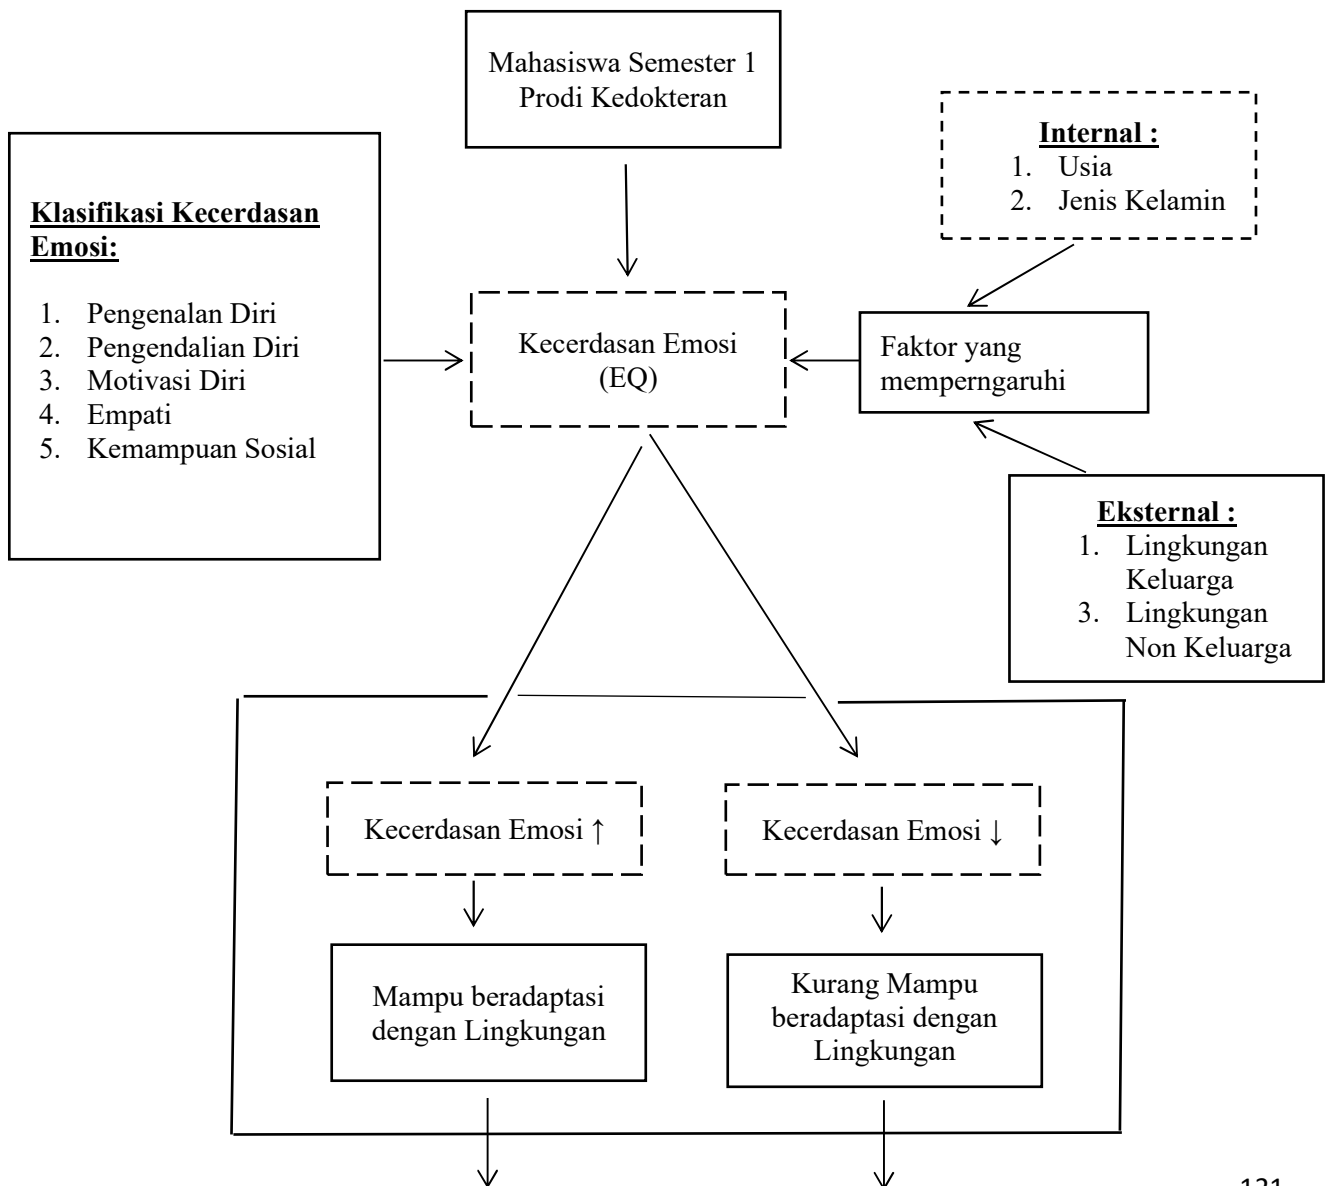 Mahasiswa Semester 1
Prodi Kedokteran
Internal :
1. Usia
2. Jenis Kelamin
Klasifikasi Kecerdasan
Emosi:
1. Pengenalan Diri
2. Pengendalian Diri
3. Motivasi Diri
4. Empati
5. Kemampuan Sosial
Kecerdasan Emosi
(EQ)
Faktor yang
memperngaruhi
Eksternal :
1. Lingkungan
Keluarga
3. Lingkungan
Non Keluarga
Kecerdasan Emosi ↑
Kecerdasan Emosi ↓
Mampu beradaptasi
dengan Lingkungan
Kurang Mampu
beradaptasi dengan
Lingkungan